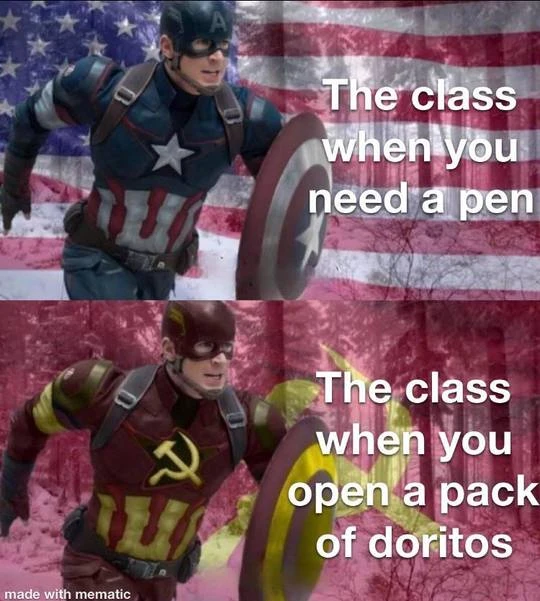 A
The class
when you
need a pen
The class
when you
open a pack
of doritos
made with mematic